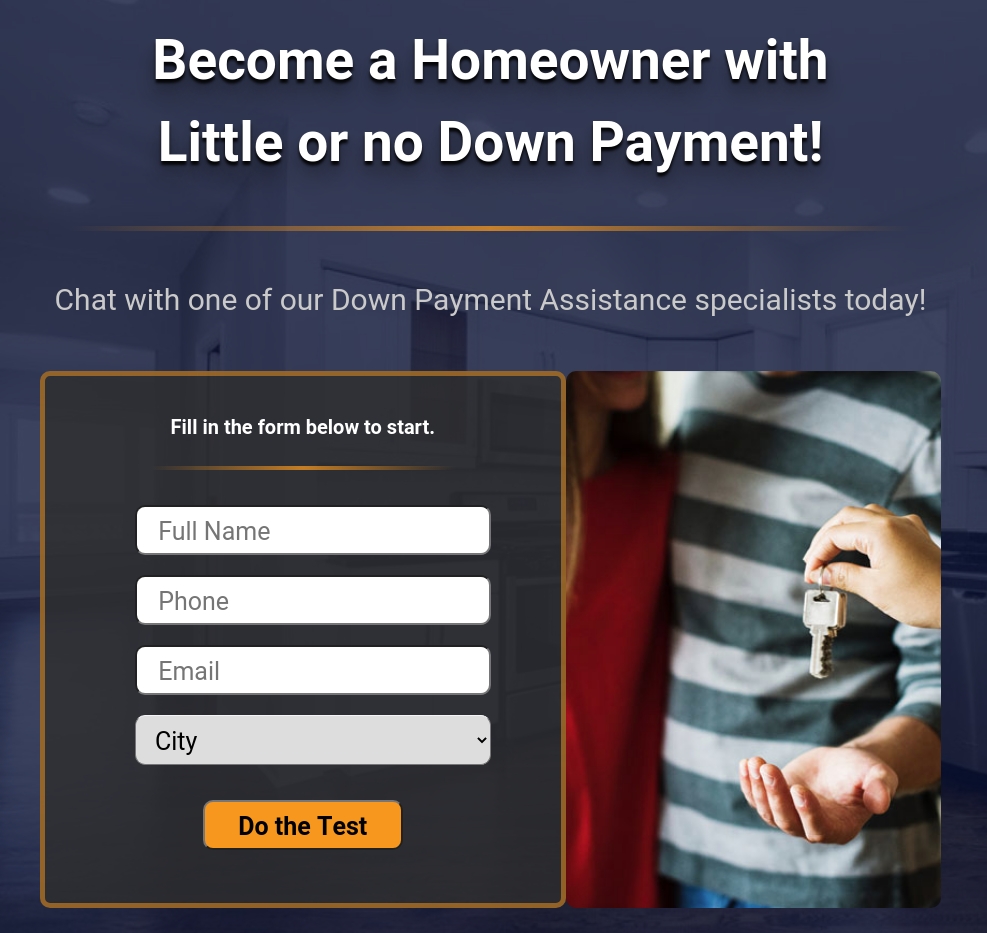 Become a Homeowner with
Little or no Down Payment!
Chat with one of our Down Payment Assistance specialists today!
Fill in the form below to start.
Full Name
Phone
Email
City
Do the Test